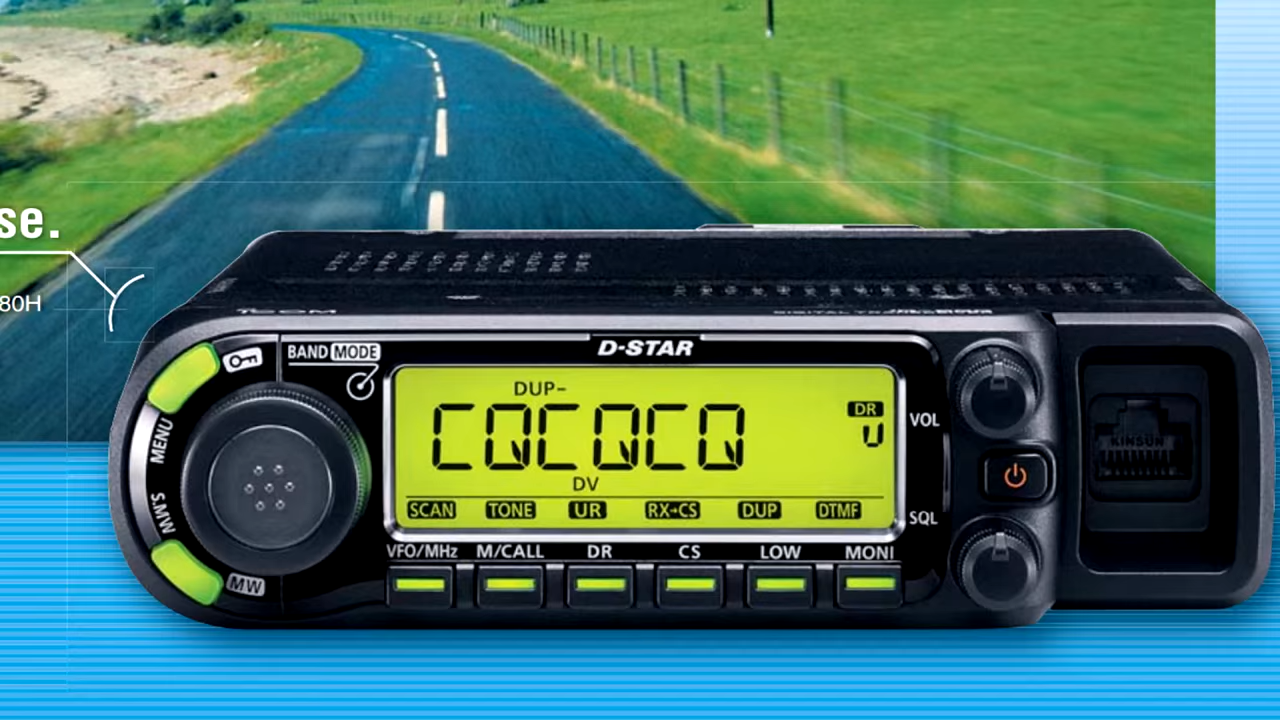 se.
80H
ICOM
BAND MODE
D-STAR
DUP-
CQCQCQ
DR
U
DV
SCAN TONE UR RX→CS DUP DTMF
VFO/MHz M/CALL DR CS LOW MONI
MENU
S.MW
MW
VOL
SQL
KINSUN